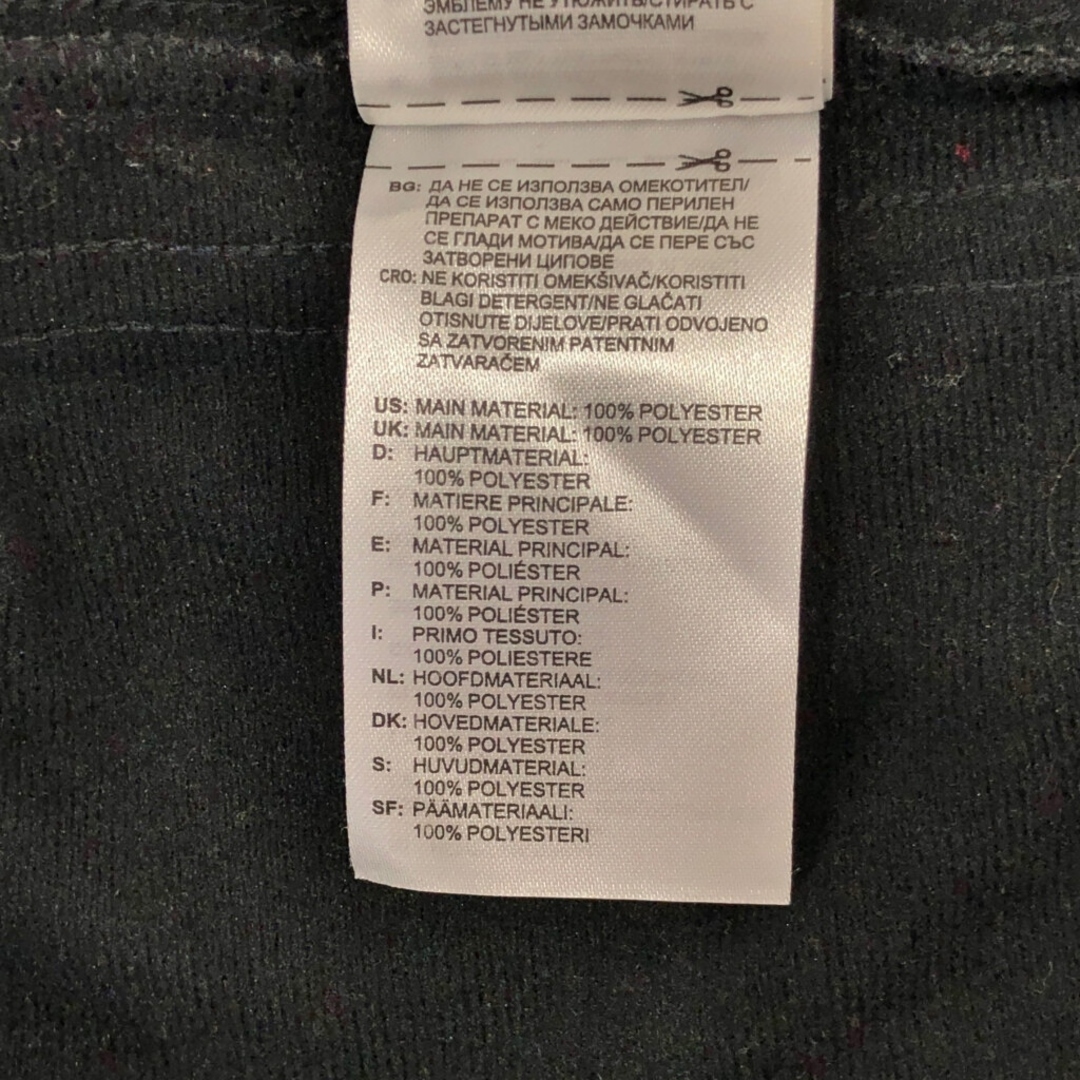 ЭМБЛЕМУ НЕ УТЮЖИТЬ/СТИРАТЬ С
ЗАСТЕГНУТЫМИ ЗАМОЧКАМИ
BG: ДА НЕ СЕ ИЗПОЛЗВА ОМЕКОТИТЕЛ/
ДА СЕ ИЗПОЛЗВА САМО ПЕРИЛЕН
ПРЕПАРАТ С МЕКО ДЕЙСТВИЕ/ДА НЕ
СЕ ГЛАДИ МОТИВА/ДА СЕ ПЕРЕ СЪС
ЗАТВОРЕНИ ЦИПОВЕ
CRO: NE KORISTITI OMEKŠIVAČ/KORISTITI
BLAGI DETERGENT/NE GLAČATI
OTISNUTE DIJELOVE/PRATI ODVOJENO
SA ZATVORENIM PATENTNIM
ZATVARAČEM
US: MAIN MATERIAL: 100% POLYESTER
UK: MAIN MATERIAL: 100% POLYESTER
D: HAUPTMATERIAL:
100% POLYESTER
F: MATIERE PRINCIPALE:
100% POLYESTER
E: MATERIAL PRINCIPAL:
100% POLIÉSTER
P: MATERIAL PRINCIPAL:
100% POLIÉSTER
I: PRIMO TESSUTO:
100% POLIESTERE
NL: HOOFDMATERIAAL:
100% POLYESTER
DK: HOVEDMATERIALE:
100% POLYESTER
S: HUVUDMATERIAL:
100% POLYESTER
SF: PÄÄMATERIAALI:
100% POLYESTERI